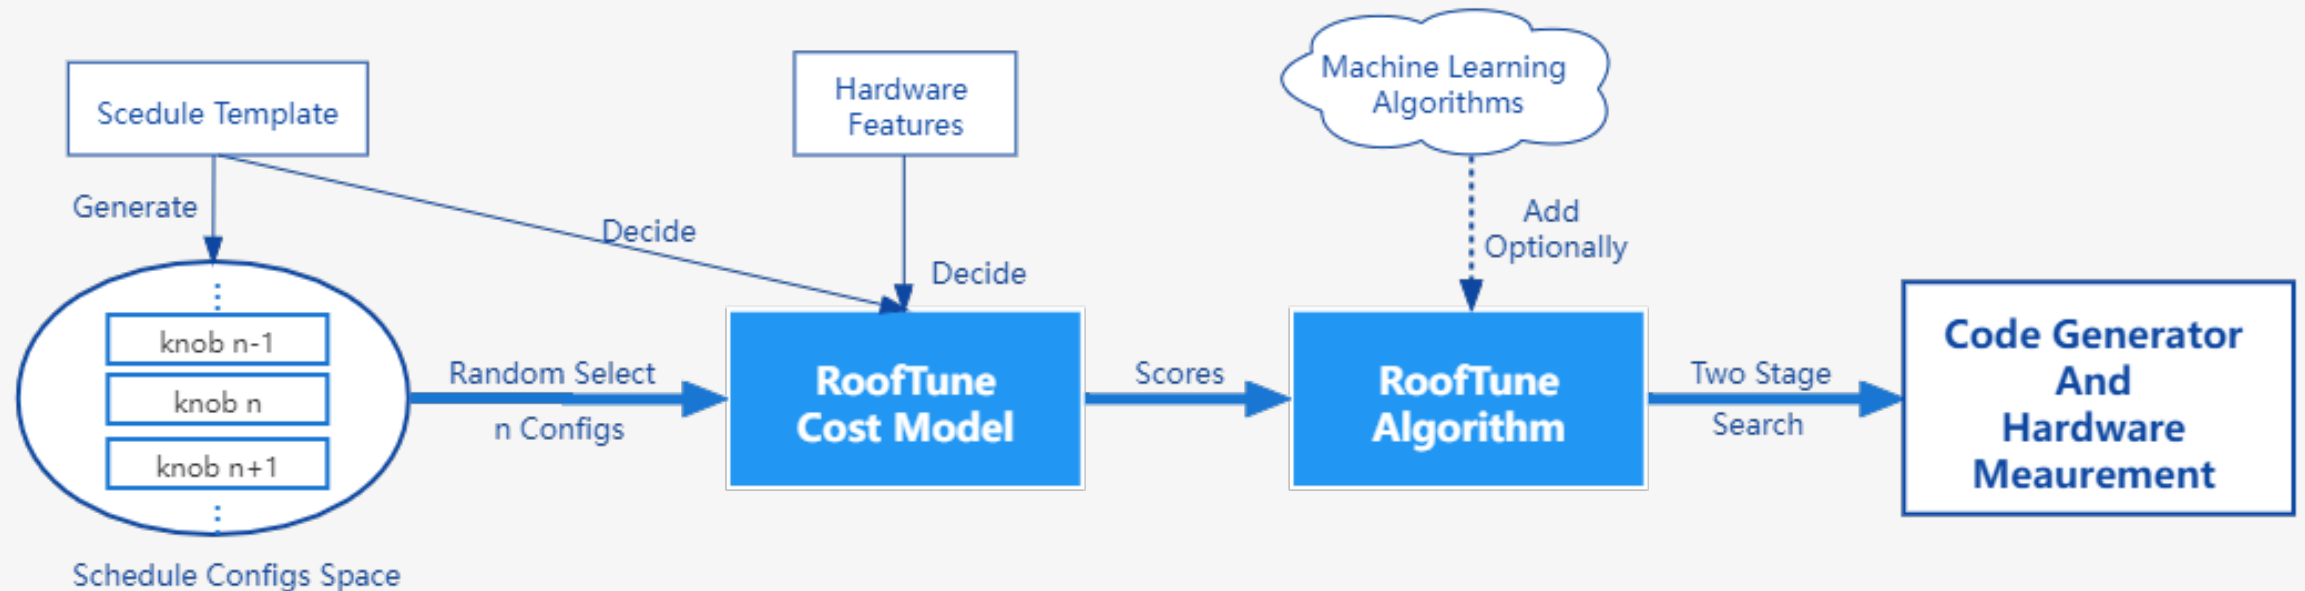 Scedule Template
Hardware
Features
Machine Learning
Algorithms
Generate
Decide
Decide
Add
Optionally
knob n-1
knob n
knob n+1
Schedule Configs Space
Random Select
n Configs
RoofTune
Cost Model
Scores
RoofTune
Algorithm
Two Stage
Search
Code Generator
And
Hardware
Meaurement